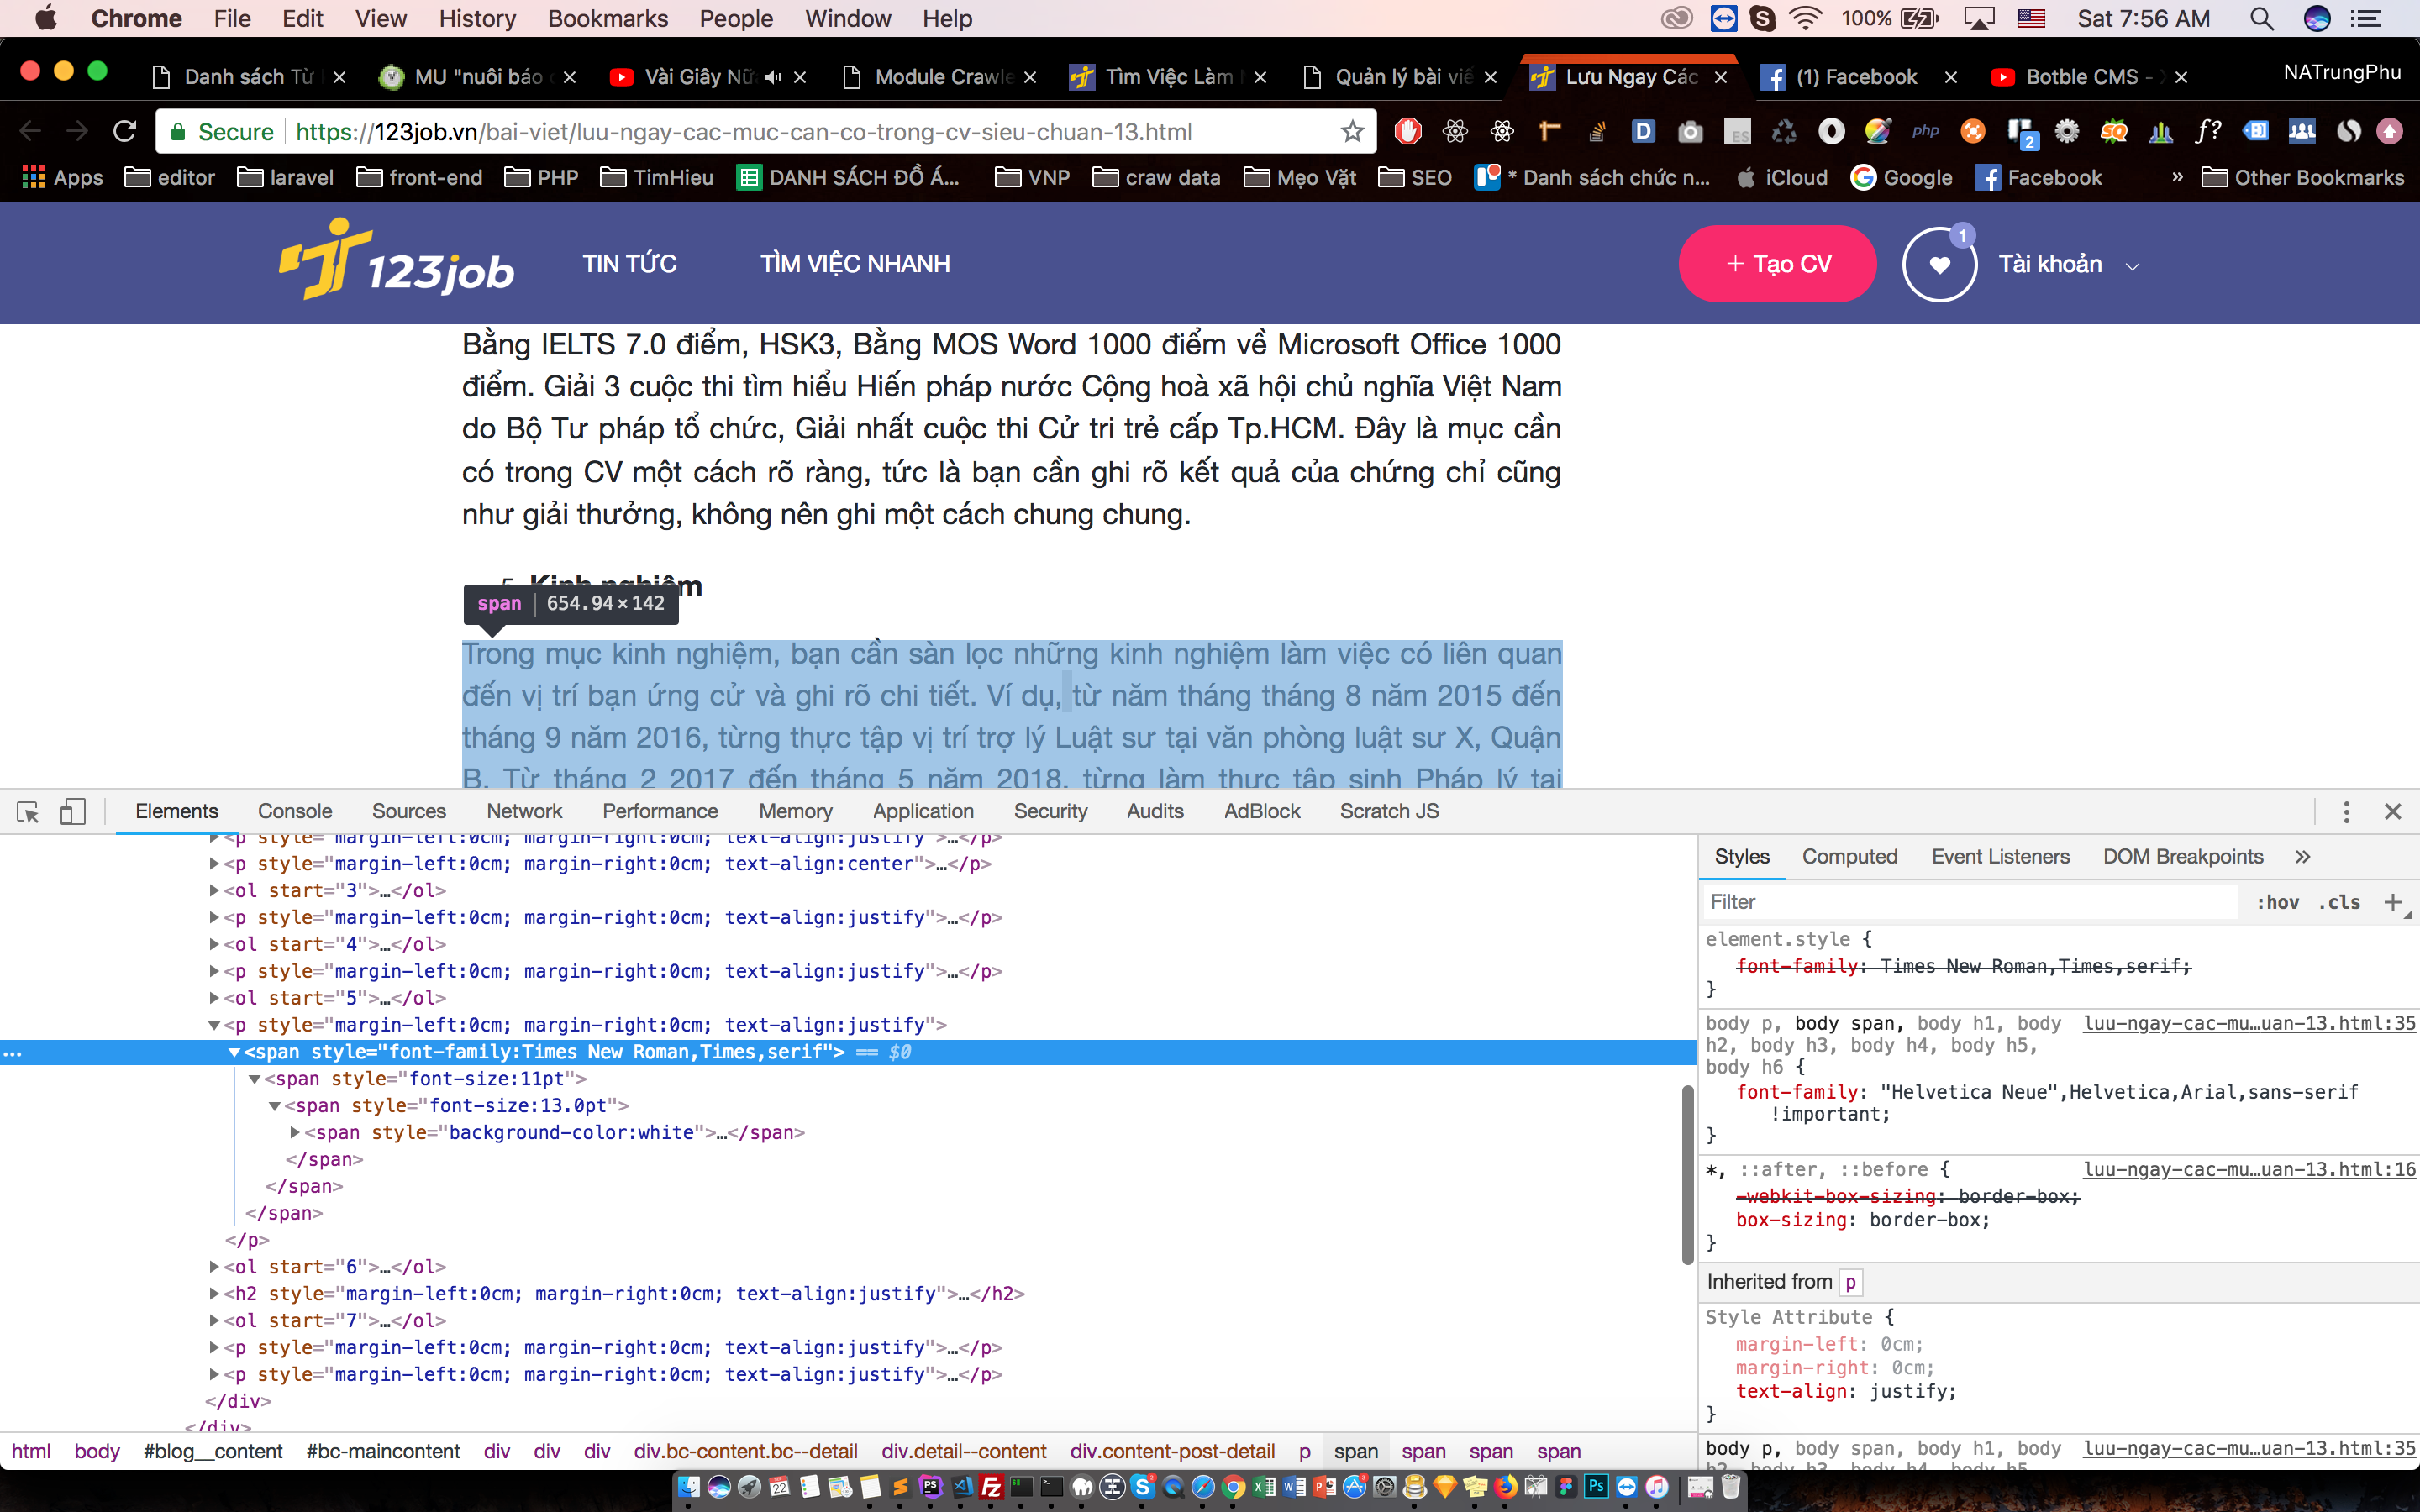 Chrome File Edit View History Bookmarks People Window Help 100% Sat 7:56 AM
Danh sách Từ MU "nuôi báo Vài Giây Nữ Module Crawle Tìm Việc Làm Quản lý bài viế Lưu Ngay Các (1) Facebook Botble CMS - NATrungPhu
Secure https://123job.vn/bai-viet/luu-ngay-cac-muc-can-co-trong-cv-sieu-chuan-13.html D ES php 2 SQ f?
Apps editor laravel front-end PHP TimHieu DANH SÁCH ĐỒ Á... VNP craw data Mẹo Vặt SEO * Danh sách chức n... iCloud Google Facebook » Other Bookmarks
123job TIN TỨC TÌM VIỆC NHANH + Tạo CV 1 Tài khoản
Bằng IELTS 7.0 điểm, HSK3, Bằng MOS Word 1000 điểm về Microsoft Office 1000
điểm. Giải 3 cuộc thi tìm hiểu Hiến pháp nước Cộng hoà xã hội chủ nghĩa Việt Nam
do Bộ Tư pháp tổ chức, Giải nhất cuộc thi Cử tri trẻ cấp Tp.HCM. Đây là mục cần
có trong CV một cách rõ ràng, tức là bạn cần ghi rõ kết quả của chứng chỉ cũng
như giải thưởng, không nên ghi một cách chung chung.
5. Kinh nghiệm
span 654.94×142
Trong mục kinh nghiệm, bạn cần sàn lọc những kinh nghiệm làm việc có liên quan
đến vị trí bạn ứng cử và ghi rõ chi tiết. Ví dụ, từ năm tháng tháng 8 năm 2015 đến
tháng 9 năm 2016, từng thực tập vị trí trợ lý Luật sư tại văn phòng luật sư X, Quận
B. Từ tháng 2 2017 đến tháng 5 năm 2018, từng làm thực tập sinh Pháp lý tại
Elements Console Sources Network Performance Memory Application Security Audits AdBlock Scratch JS
<p style="margin-left:0cm; margin-right:0cm; text-align:justify">…</p>
<p style="margin-left:0cm; margin-right:0cm; text-align:center">…</p>
<ol start="3">…</ol>
<p style="margin-left:0cm; margin-right:0cm; text-align:justify">…</p>
<ol start="4">…</ol>
<p style="margin-left:0cm; margin-right:0cm; text-align:justify">…</p>
<ol start="5">…</ol>
<p style="margin-left:0cm; margin-right:0cm; text-align:justify">
… <span style="font-family:Times New Roman,Times,serif"> == $0
<span style="font-size:11pt">
<span style="font-size:13.0pt">
<span style="background-color:white">…</span>
</span>
</span>
</span>
</p>
<ol start="6">…</ol>
<h2 style="margin-left:0cm; margin-right:0cm; text-align:justify">…</h2>
<ol start="7">…</ol>
<p style="margin-left:0cm; margin-right:0cm; text-align:justify">…</p>
<p style="margin-left:0cm; margin-right:0cm; text-align:justify">…</p>
</div>
</div>
html body #blog__content #bc-maincontent div div div div.bc-content.bc--detail div.detail--content div.content-post-detail p span span span span
Styles Computed Event Listeners DOM Breakpoints »
Filter :hov .cls +
element.style {
font-family: Times New Roman,Times,serif;
}
body p, body span, body h1, body luu-ngay-cac-mu…uan-13.html:35
h2, body h3, body h4, body h5,
body h6 {
font-family: "Helvetica Neue",Helvetica,Arial,sans-serif
!important;
}
*, ::after, ::before { luu-ngay-cac-mu…uan-13.html:16
-webkit-box-sizing: border-box;
box-sizing: border-box;
}
Inherited from p
Style Attribute {
margin-left: 0cm;
margin-right: 0cm;
text-align: justify;
}
body p, body span, body h1, body luu-ngay-cac-mu…uan-13.html:35
h2, body h3, body h4, body h5,
22 PS FZ Ps